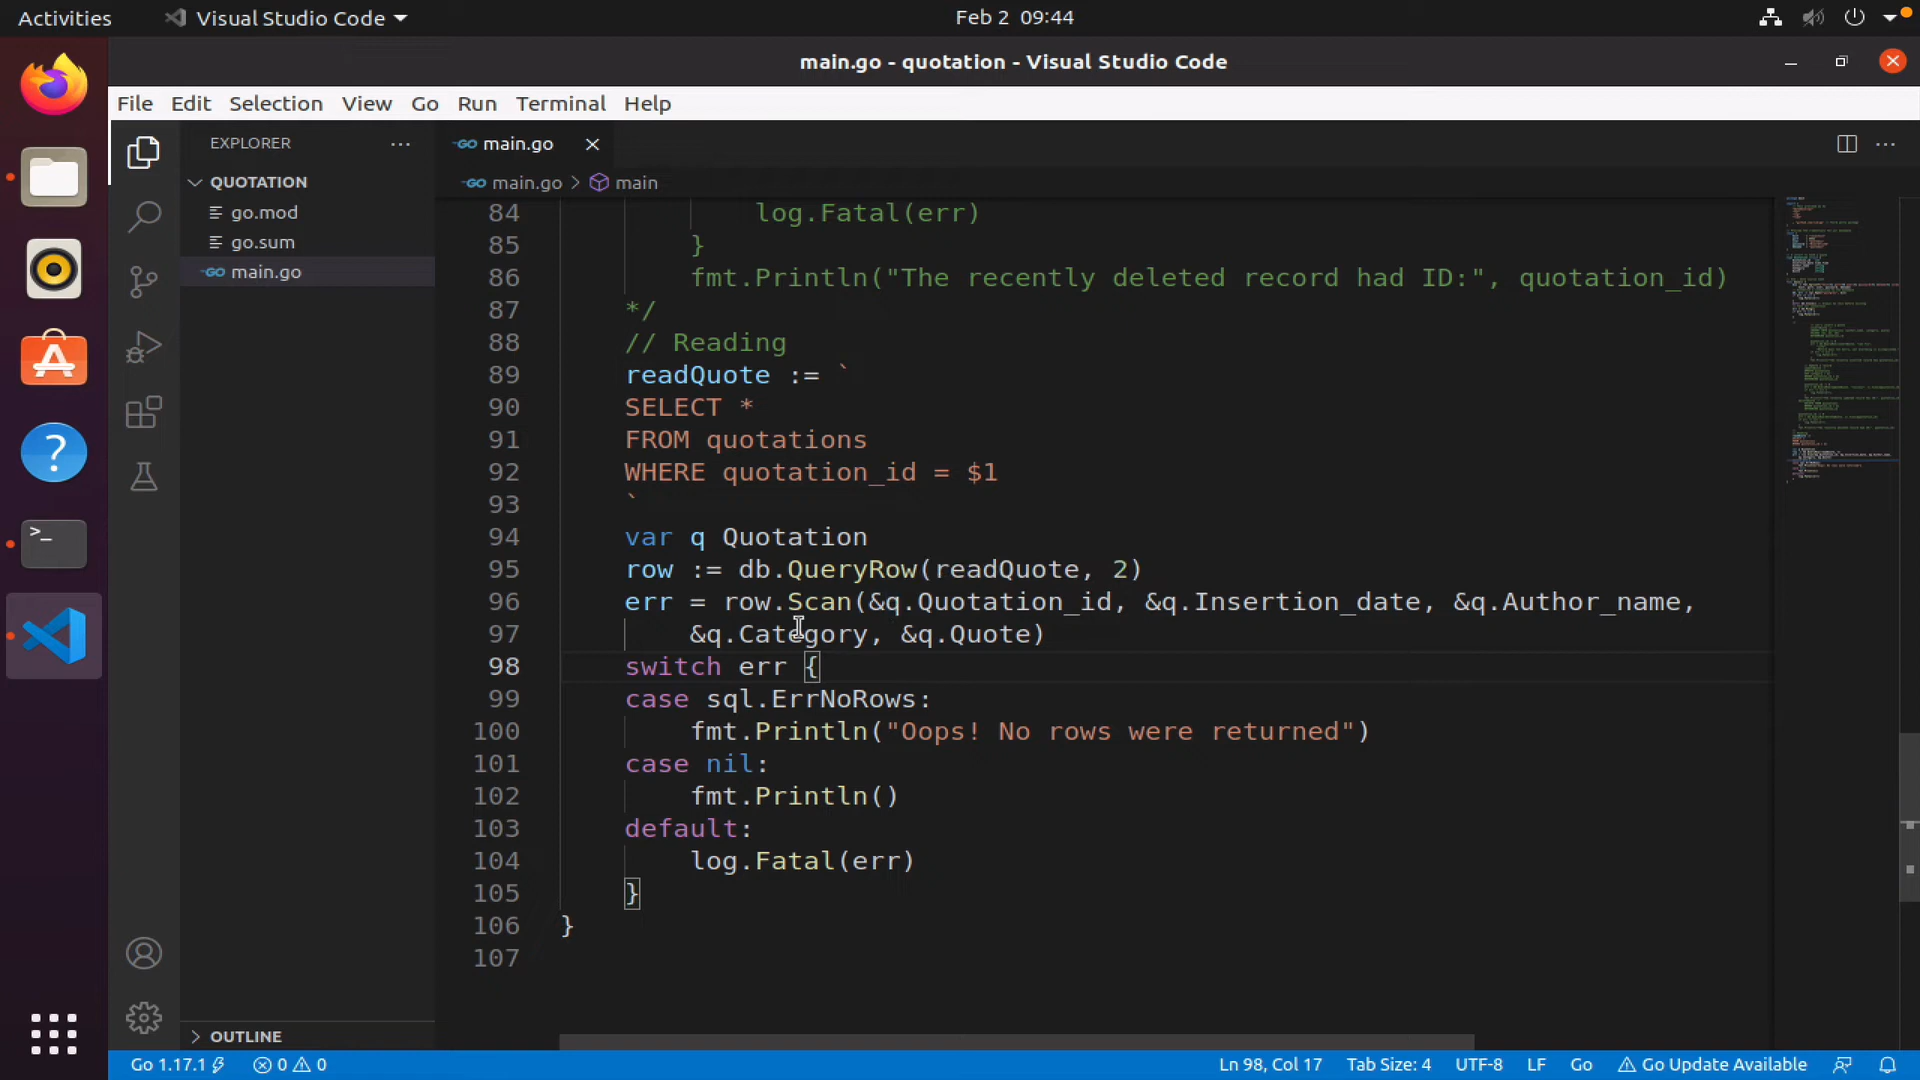 Activities
Visual Studio Code
Feb 2 09:44
main.go - quotation - Visual Studio Code
File Edit Selection View Go Run Terminal Help
EXPLORER
QUOTATION
go.mod
go.sum
GO main.go
OUTLINE
GO main.go
GO main.go > main
84 log.Fatal(err)
85 }
86 fmt.Println("The recently deleted record had ID:", quotation_id)
87 */
88 // Reading
89 readQuote := `
90 SELECT *
91 FROM quotations
92 WHERE quotation_id = $1
93 `
94 var q Quotation
95 row := db.QueryRow(readQuote, 2)
96 err = row.Scan(&q.Quotation_id, &q.Insertion_date, &q.Author_name,
97 &q.Category, &q.Quote)
98 switch err {
99 case sql.ErrNoRows:
100 fmt.Println("Oops! No rows were returned")
101 case nil:
102 fmt.Println()
103 default:
104 log.Fatal(err)
105 }
106 }
107
Go 1.17.1 0 0 Ln 98, Col 17 Tab Size: 4 UTF-8 LF Go Go Update Available